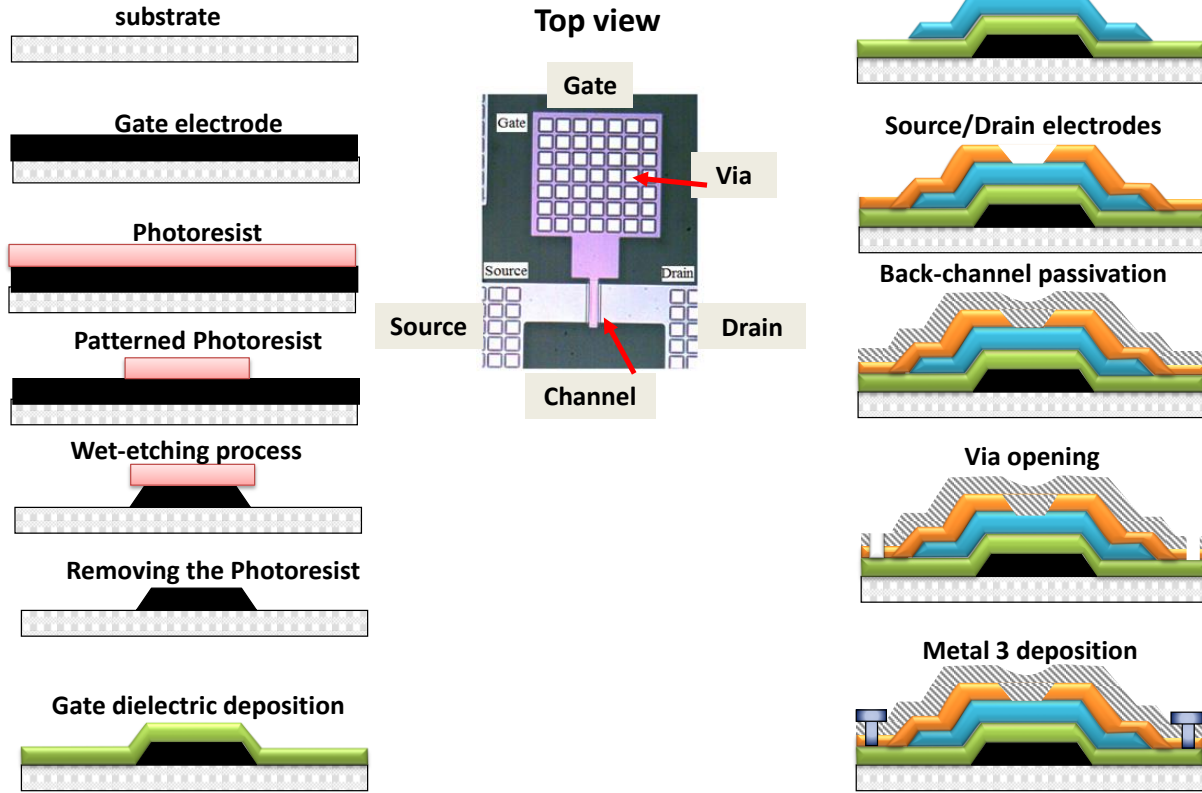 substrate
Gate electrode
Photoresist
Patterned Photoresist
Wet-etching process
Removing the Photoresist
Gate dielectric deposition
Top view
Gate
Gate
Via
Source
Drain
Source
Drain
Channel
Source/Drain electrodes
Back-channel passivation
Via opening
Metal 3 deposition